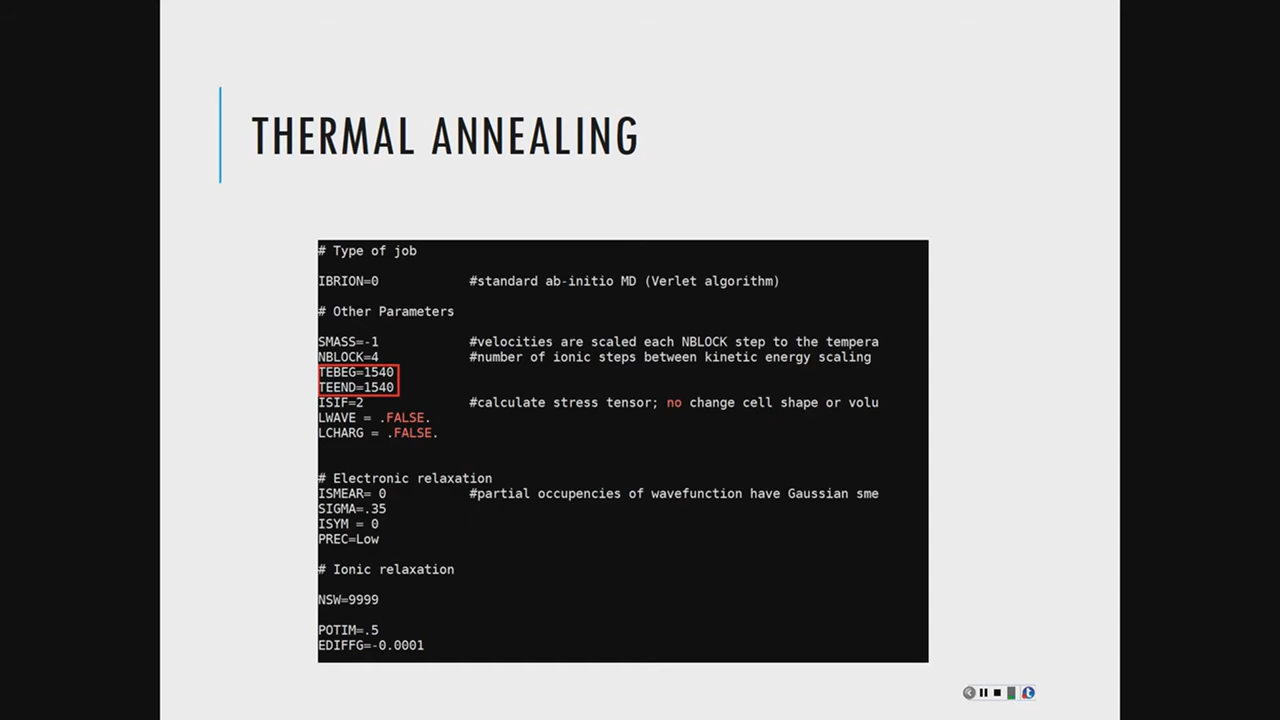 THERMAL ANNEALING
# Type of job
IBRION=0 #standard ab-initio MD (Verlet algorithm)
# Other Parameters
SMASS=-1 #velocities are scaled each NBLOCK step to the tempera
NBLOCK=4 #number of ionic steps between kinetic energy scaling
TEBEG=1540
TEEND=1540
ISIF=2 #calculate stress tensor; no change cell shape or volu
LWAVE = .FALSE.
LCHARG = .FALSE.
# Electronic relaxation
ISMEAR= 0 #partial occupencies of wavefunction have Gaussian sme
SIGMA=.35
ISYM = 0
PREC=Low
# Ionic relaxation
NSW=9999
POTIM=.5
EDIFFG=-0.0001